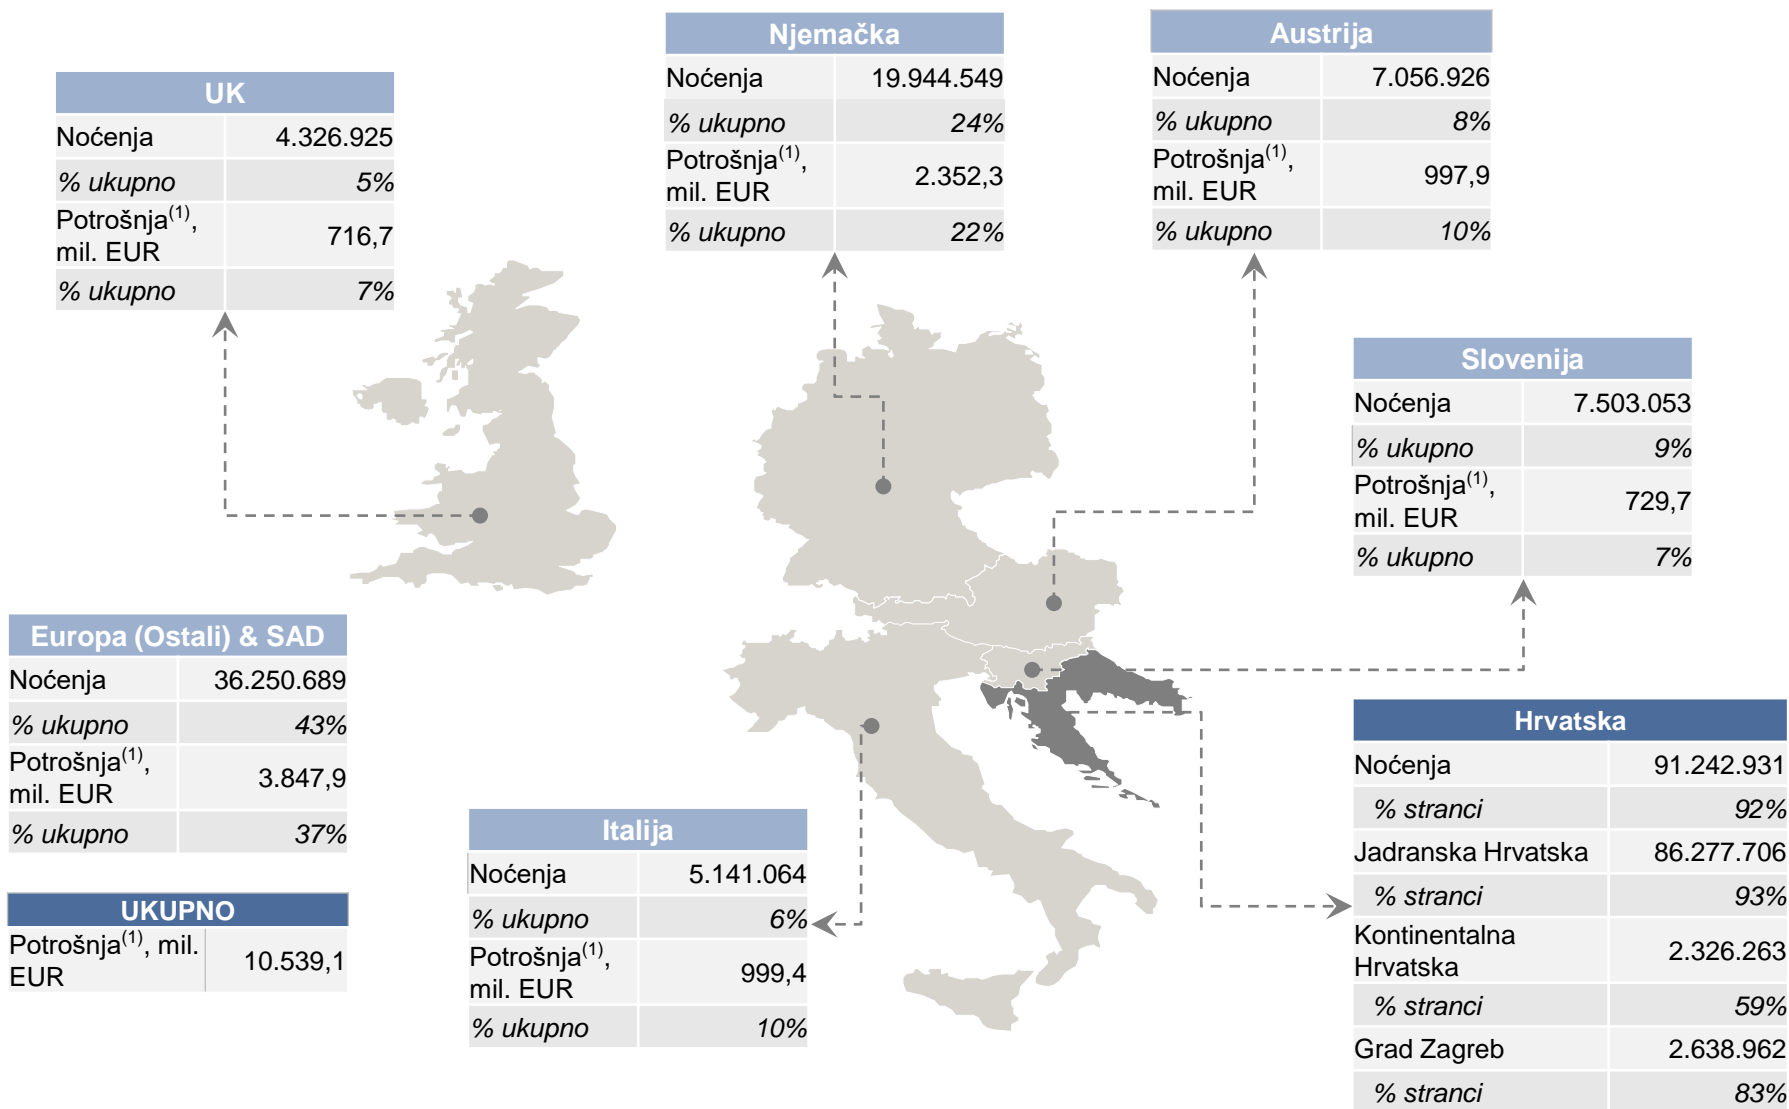 Njemačka
Noćenja 19.944.549
% ukupno 24%
Potrošnja(1),
mil. EUR 2.352,3
% ukupno 22%
Austrija
Noćenja 7.056.926
% ukupno 8%
Potrošnja(1),
mil. EUR 997,9
% ukupno 10%
UK
Noćenja 4.326.925
% ukupno 5%
Potrošnja(1),
mil. EUR 716,7
% ukupno 7%
Slovenija
Noćenja 7.503.053
% ukupno 9%
Potrošnja(1),
mil. EUR 729,7
% ukupno 7%
Europa (Ostali) & SAD
Noćenja 36.250.689
% ukupno 43%
Potrošnja(1),
mil. EUR 3.847,9
% ukupno 37%
UKUPNO
Potrošnja(1), mil.
EUR 10.539,1
Italija
Noćenja 5.141.064
% ukupno 6%
Potrošnja(1),
mil. EUR 999,4
% ukupno 10%
Hrvatska
Noćenja 91.242.931
% stranci 92%
Jadranska Hrvatska 86.277.706
% stranci 93%
Kontinentalna
Hrvatska 2.326.263
% stranci 59%
Grad Zagreb 2.638.962
% stranci 83%